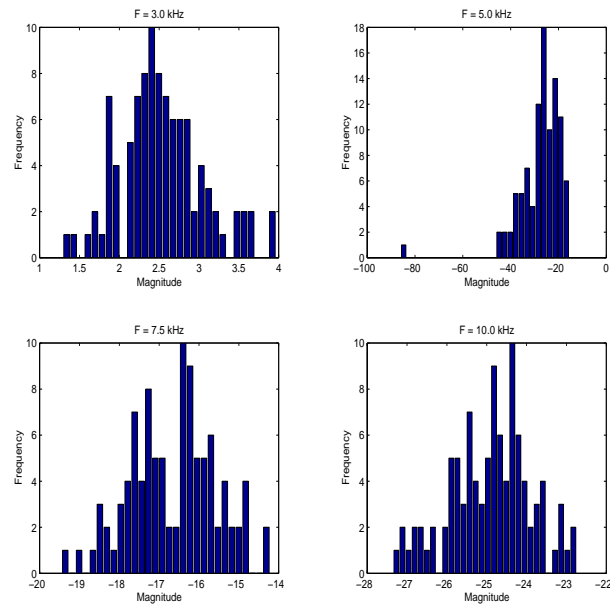 F = 3.0 kHz
10
8
6
4
2
0
Frequency
1 1.5 2 2.5 3 3.5 4
Magnitude
F = 5.0 kHz
18
16
14
12
10
8
6
4
2
0
Frequency
−100 −80 −60 −40 −20 0
Magnitude
F = 7.5 kHz
10
8
6
4
2
0
Frequency
−20 −19 −18 −17 −16 −15 −14
Magnitude
F = 10.0 kHz
10
8
6
4
2
0
Frequency
−28 −27 −26 −25 −24 −23 −22
Magnitude